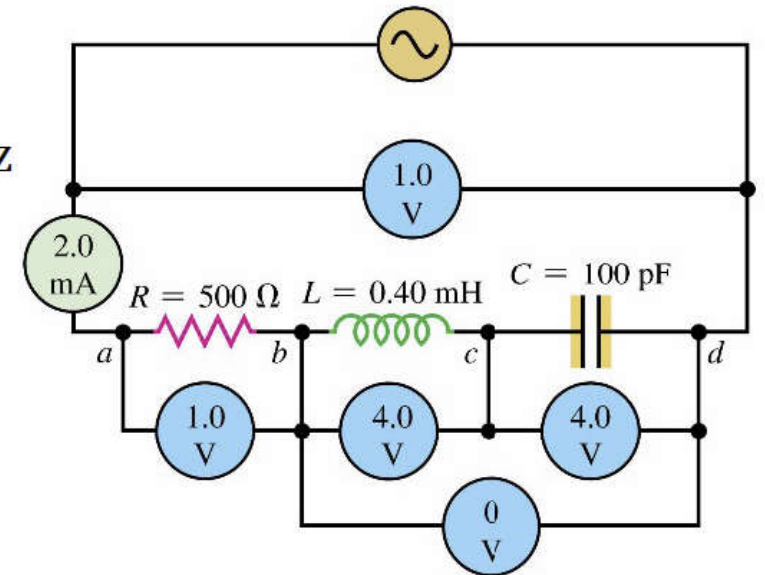 z
1.0
V
2.0
mA
R = 500 Ω L = 0.40 mH
C = 100 pF
a
b
c
d
1.0
V
4.0
V
4.0
V
0
V